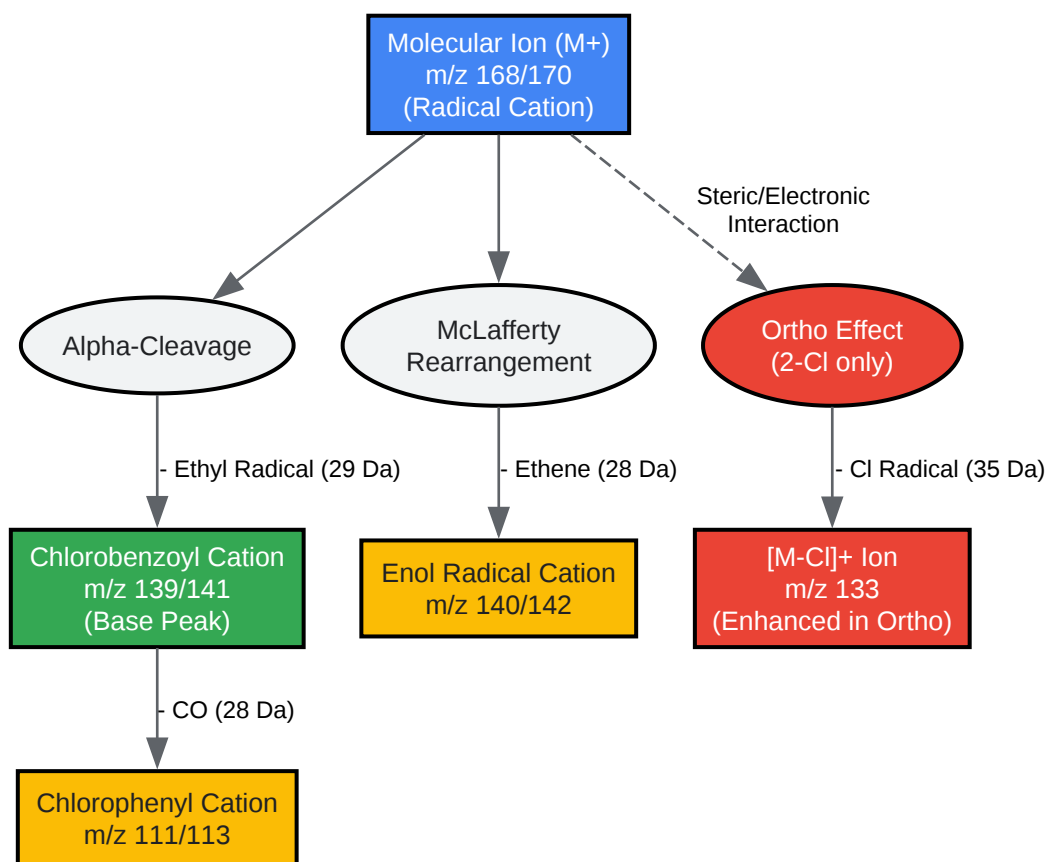 Molecular Ion (M+)
m/z 168/170
(Radical Cation)
Steric/Electronic
Interaction
Alpha-Cleavage
McLafferty
Rearrangement
Ortho Effect
(2-Cl only)
- Ethyl Radical (29 Da)
- Ethene (28 Da)
- Cl Radical (35 Da)
Chlorobenzoyl Cation
m/z 139/141
(Base Peak)
Enol Radical Cation
m/z 140/142
[M-Cl]+ Ion
m/z 133
(Enhanced in Ortho)
- CO (28 Da)
Chlorophenyl Cation
m/z 111/113